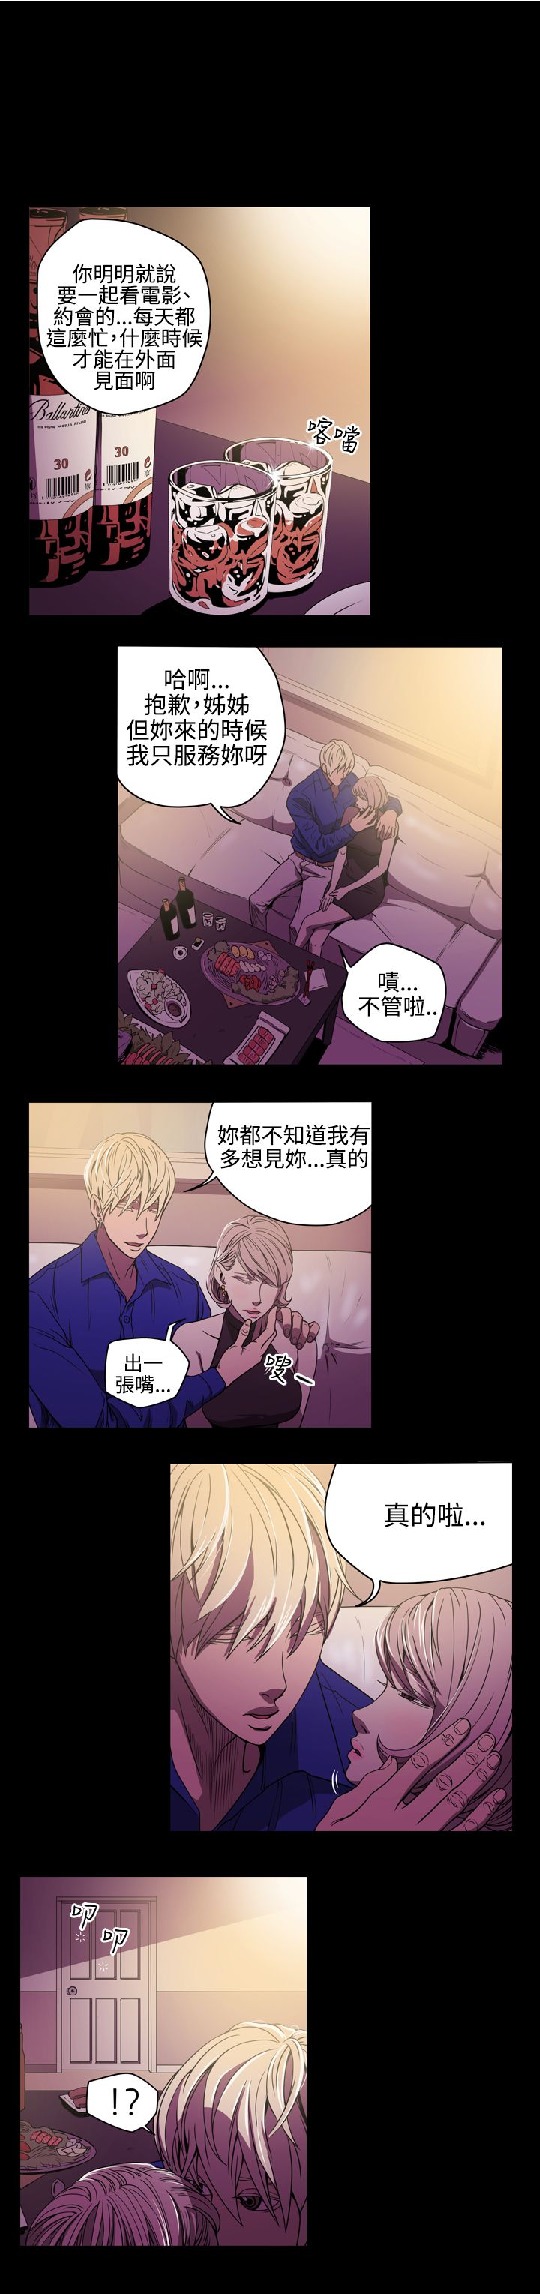 你明明就說
要一起看電影、
約會的...每天都
這麼忙,什麼時候
才能在外面
見面啊
Ballantine
30
30
喀噹
哈啊...
抱歉,姊姊
但妳來的時候
我只服務妳呀
嘖...
不管啦..
妳都不知道我有
多想見妳...真的
出一
張嘴...
嗖~
真的啦...
叩
叩
!?